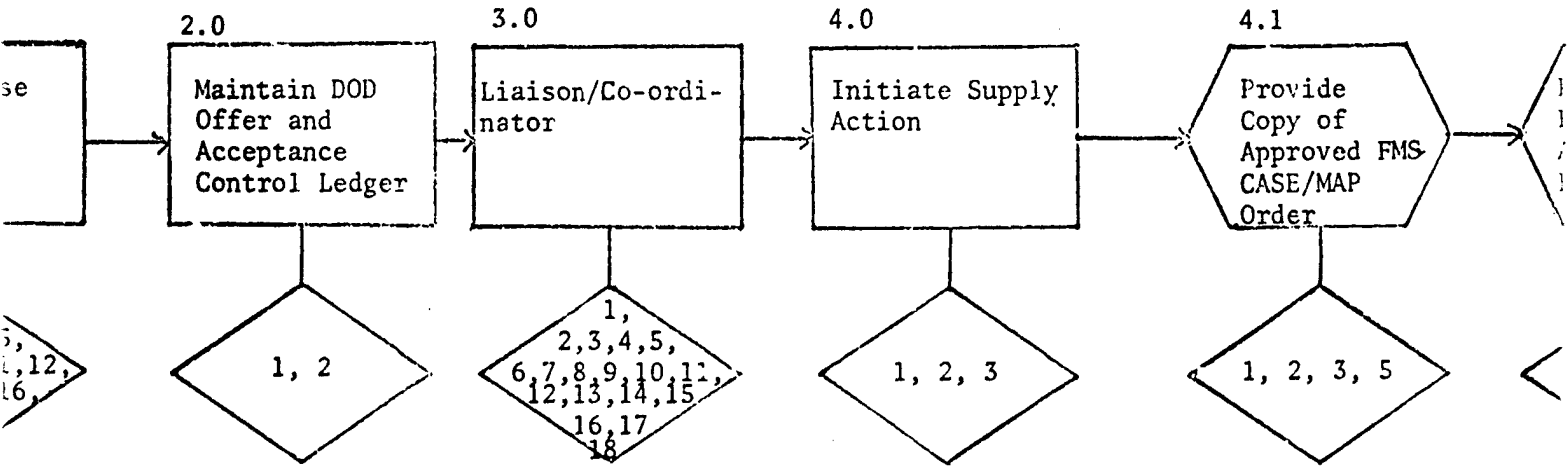 2.0
3.0
4.0
4.1
se
Maintain DOD
Offer and
Acceptance
Control Ledger
Liaison/Co-ordi-
nator
Initiate Supply
Action
Provide
Copy of
Approved FMS
CASE/MAP
Order
,12,
16,
1, 2
1,
2,3,4,5,
6,7,8,9,10,11,
12,13,14,15
16,17
18
1, 2, 3
1, 2, 3, 5